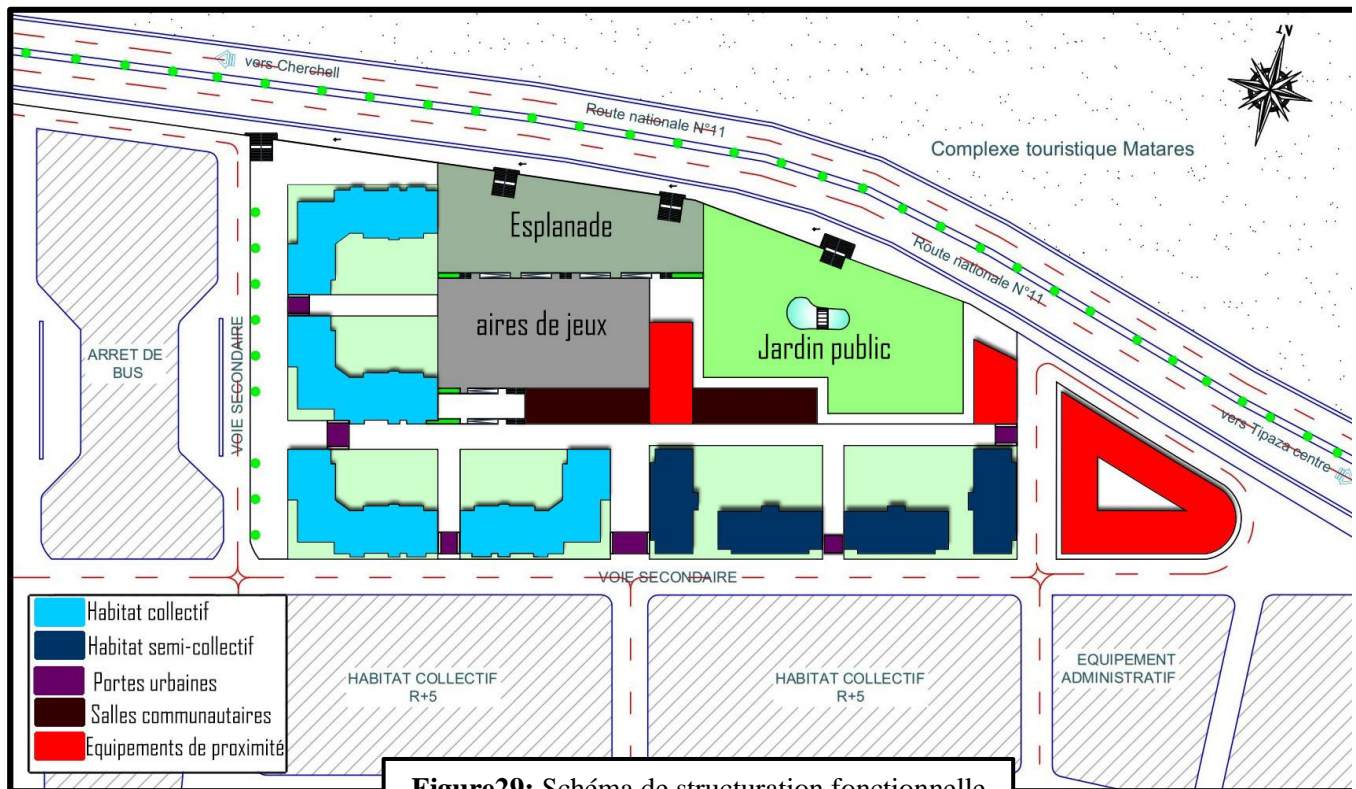 N
vers Cherchell
Route nationale N°11
Complexe touristique Matares
Esplanade
Route nationale N°11
aires de jeux
Jardin public
VOIE SECONDAIRE
ARRET DE
BUS
vers Tipaza centre
VOIE SECONDAIRE
Habitat collectif
Habitat semi-collectif
Portes urbaines
Salles communautaires
Equipements de proximité
HABITAT COLLECTIF
R+5
HABITAT COLLECTIF
R+5
EQUIPEMENT
ADMINISTRATIF
Figure29: Schéma de structuration fonctionnelle